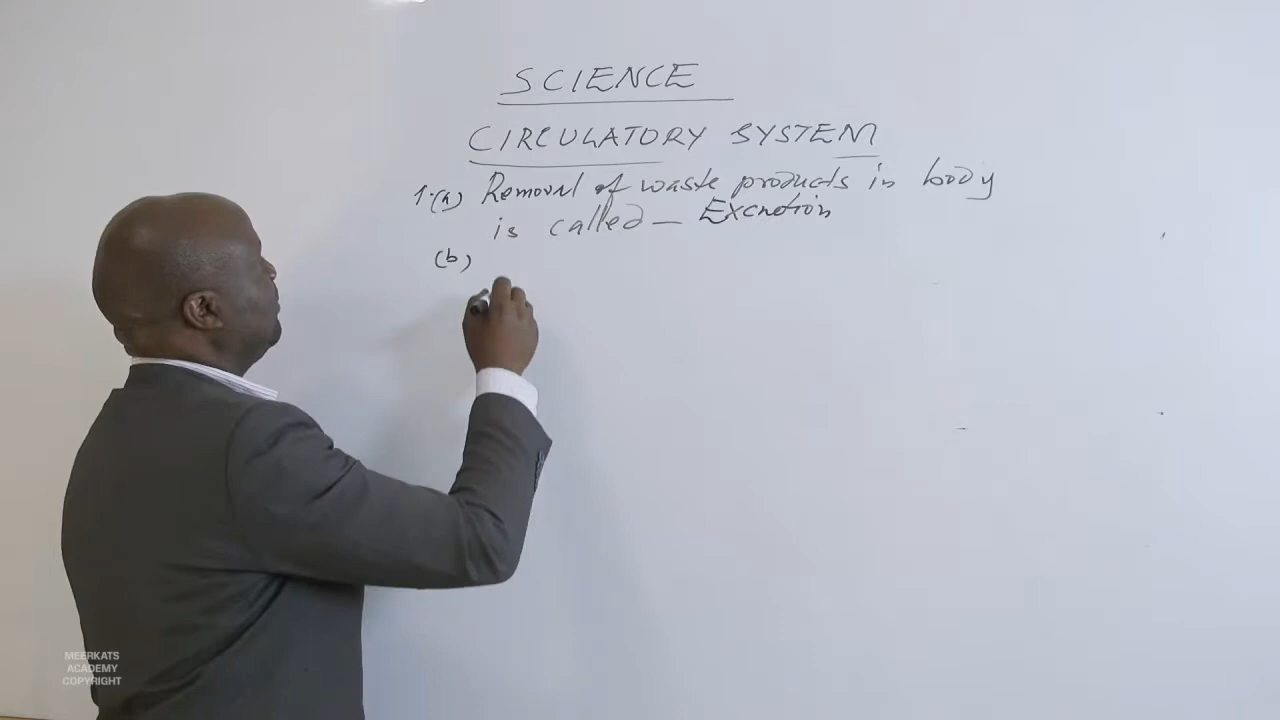 SCIENCE
CIRCULATORY SYSTEM
1.(a) Removal of waste products in body
is called — Excretion
(b)
MEERKATS
ACADEMY
COPYRIGHT